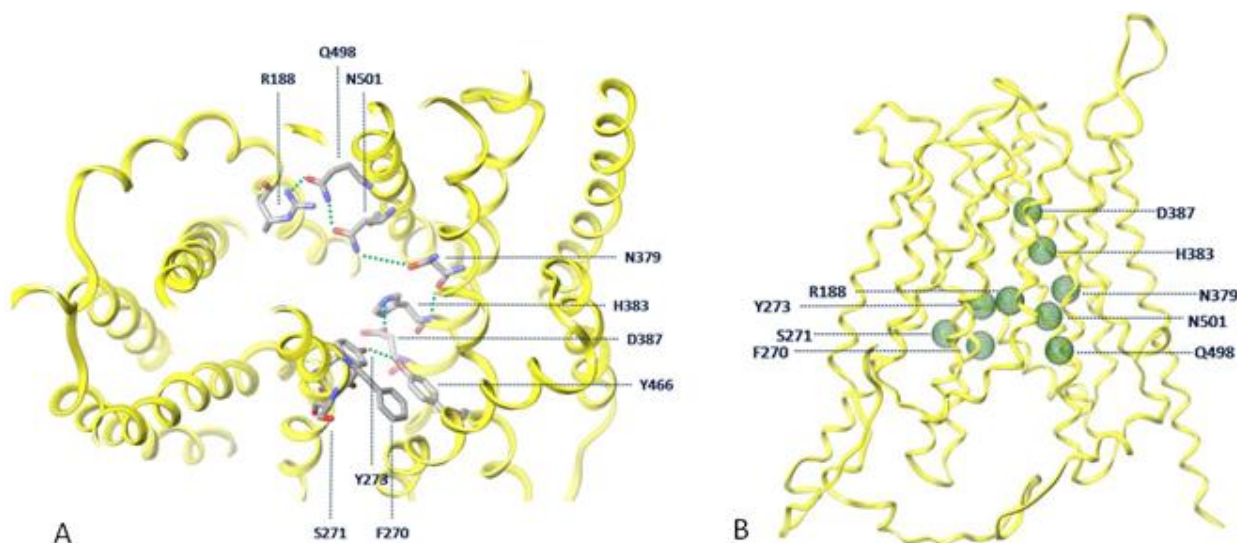 Q498
R188
N501
N379
H383
D387
Y466
Y273
S271
F270
A
D387
H383
R188
N379
Y273
N501
S271
F270
Q498
B